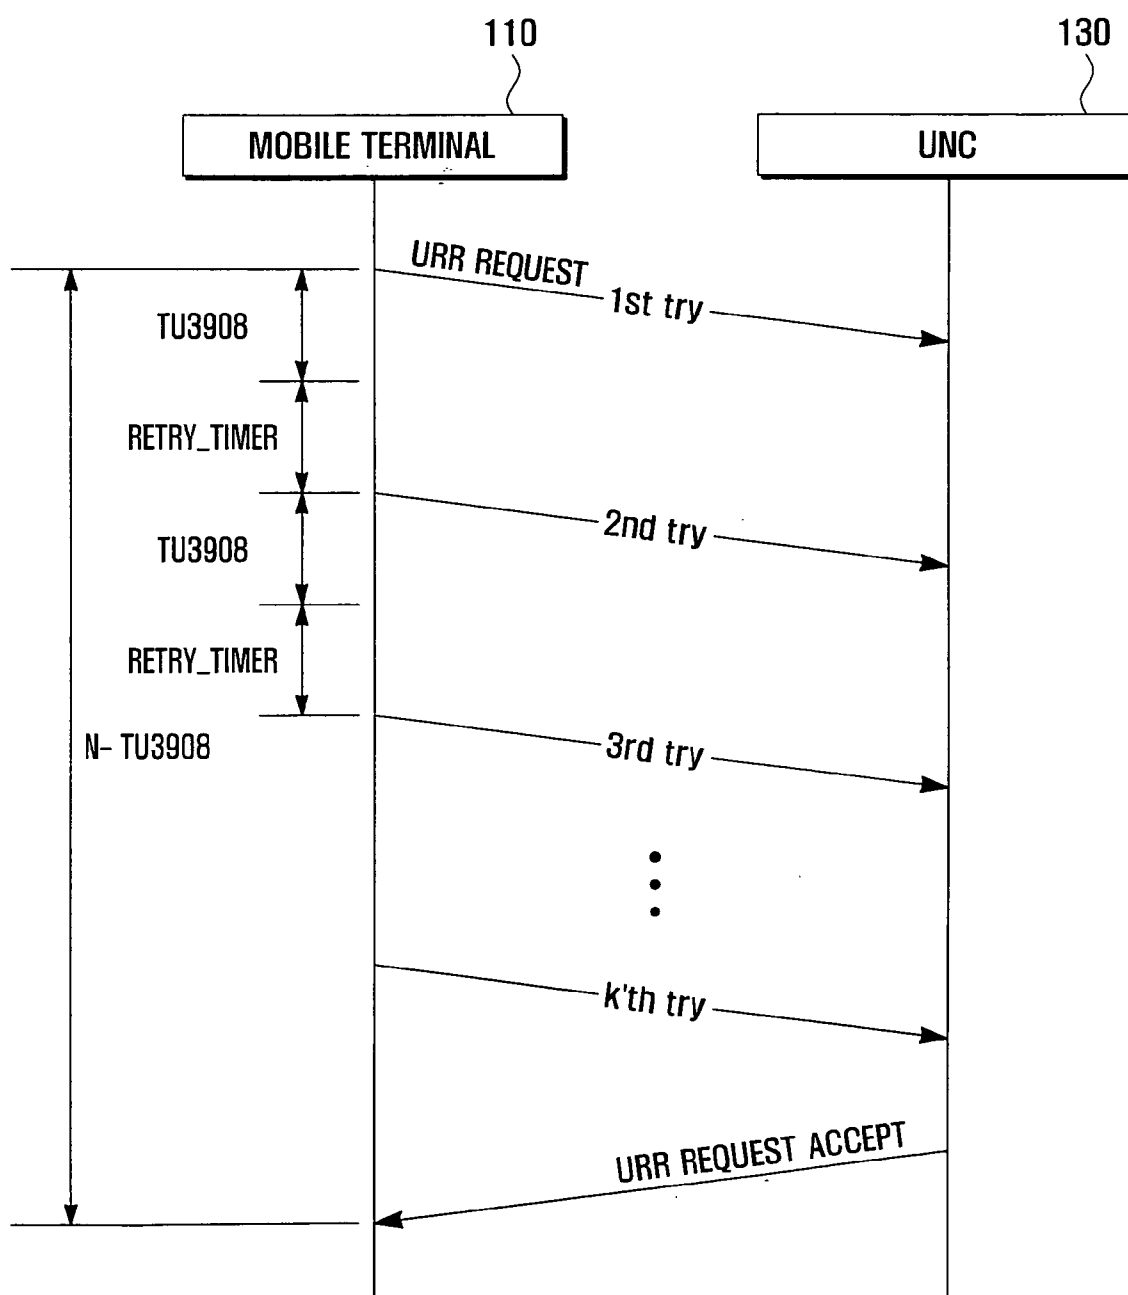 110
130
MOBILE TERMINAL
UNC
URR REQUEST
1st try
TU3908
RETRY_TIMER
2nd try
TU3908
RETRY_TIMER
N- TU3908
3rd try
k'th try
URR REQUEST ACCEPT